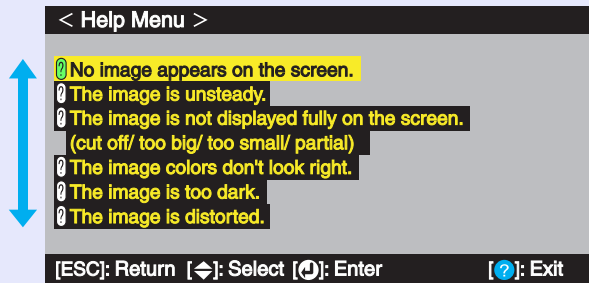 < Help Menu >
? No image appears on the screen.
? The image is unsteady.
? The image is not displayed fully on the screen.
(cut off/ too big/ too small/ partial)
? The image colors don't look right.
? The image is too dark.
? The image is distorted.
[ESC]: Return [◆]: Select [↵]: Enter [?]: Exit